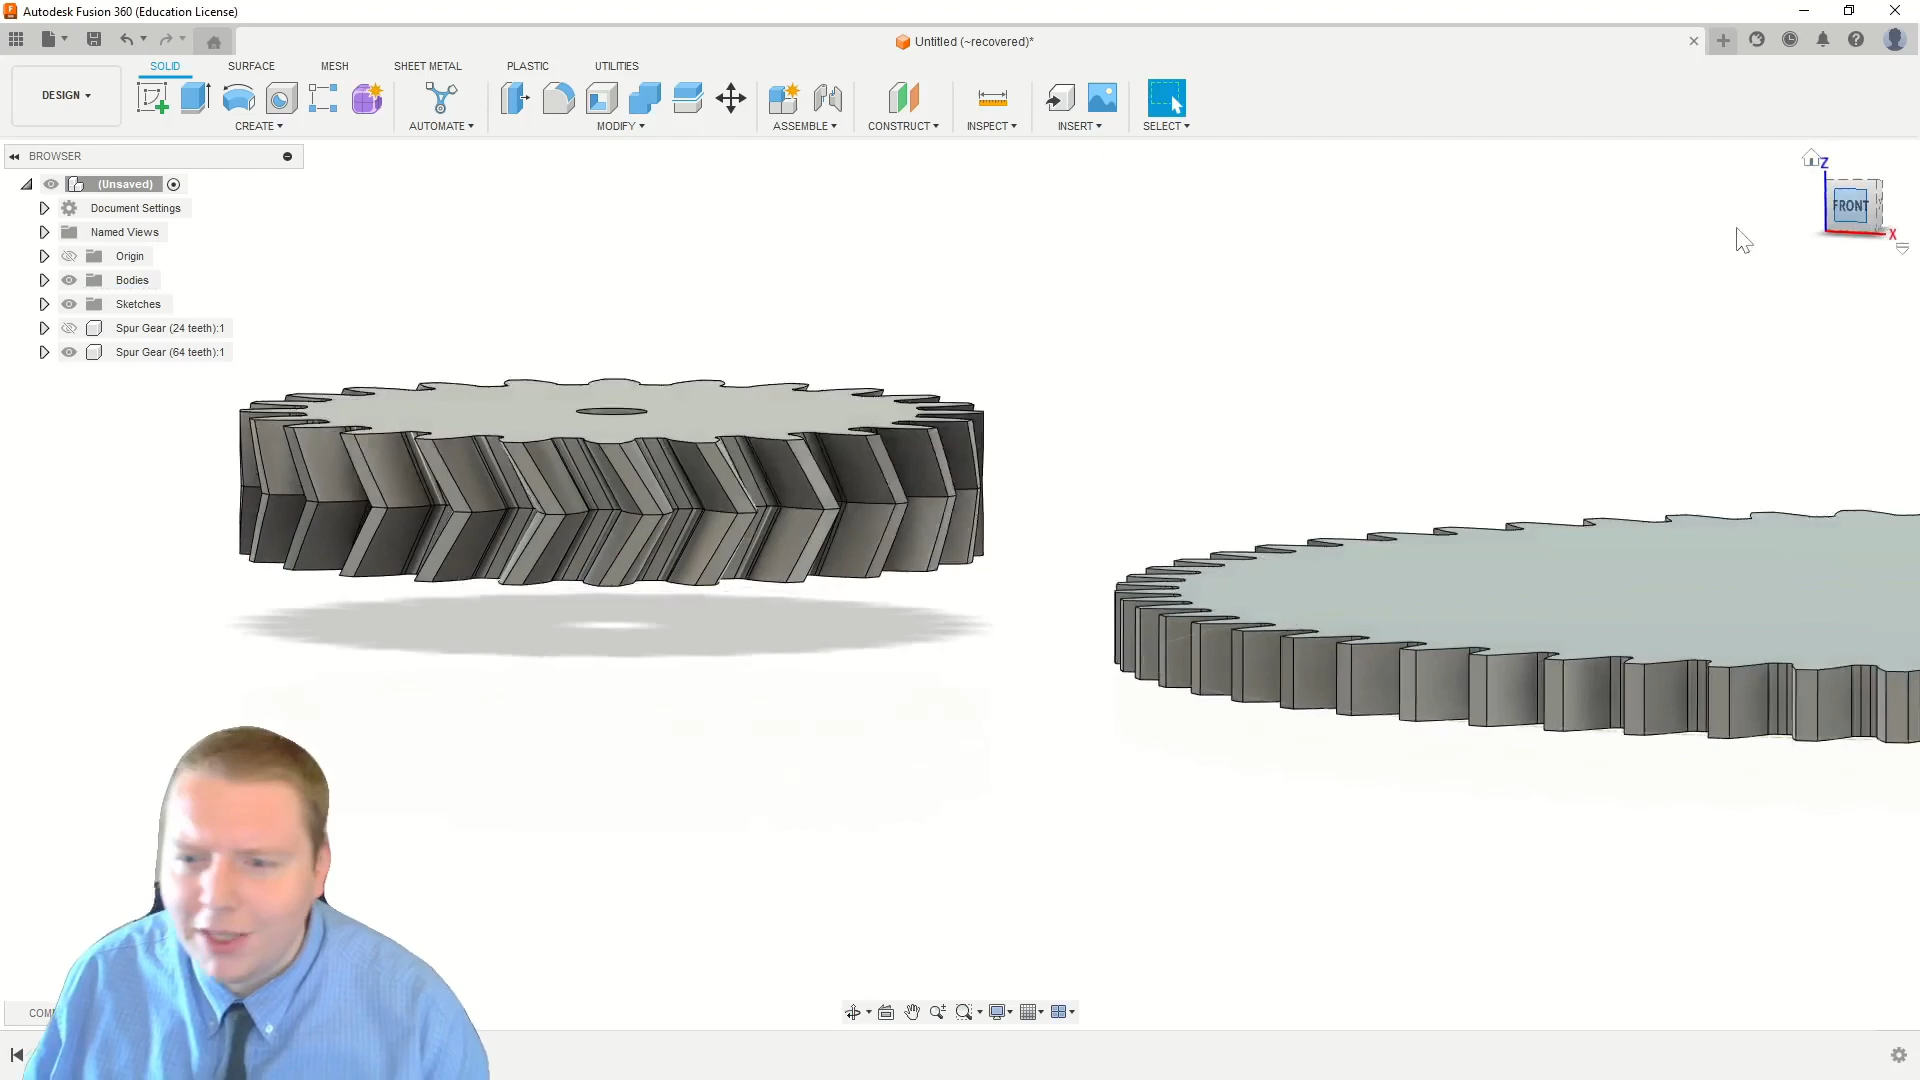 Autodesk Fusion 360 (Education License)
Untitled (~recovered)*
DESIGN
SOLID SURFACE MESH SHEET METAL PLASTIC UTILITIES
CREATE AUTOMATE MODIFY ASSEMBLE CONSTRUCT INSPECT INSERT SELECT
BROWSER
(Unsaved)
Document Settings
Named Views
Origin
Bodies
Sketches
Spur Gear (24 teeth):1
Spur Gear (64 teeth):1
Z
FRONT
X